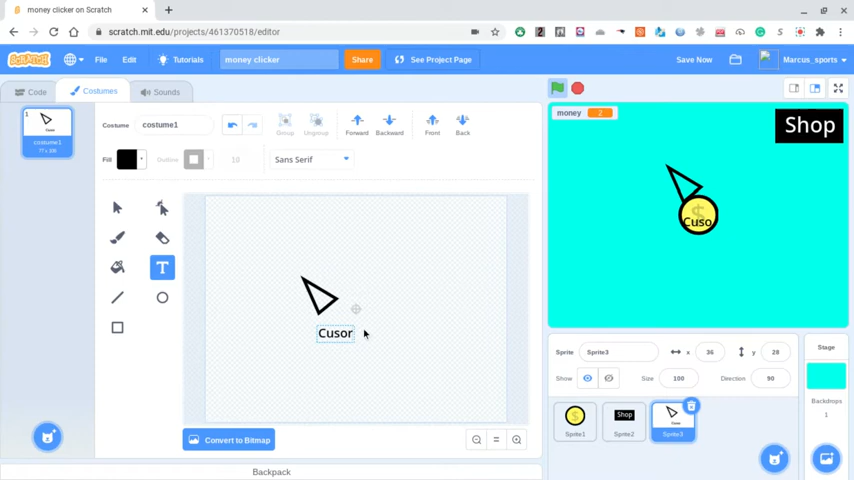 money clicker on Scratch
scratch.mit.edu/projects/461370518/editor
SCRATCH
File
Edit
Tutorials
money clicker
Share
See Project Page
Save Now
Marcus_sports
Code
Costumes
Sounds
1
costume1
77 x 106
Costume
costume1
Group
Ungroup
Forward
Backward
Front
Back
Fill
Outline
10
Sans Serif
T
Cusor
Convert to Bitmap
Backpack
money 2
Shop
$
Cuso
Sprite
Sprite3
x
36
y
28
Show
Size
100
Direction
90
Stage
Backdrops
1
Sprite1
Shop
Sprite2
Sprite3